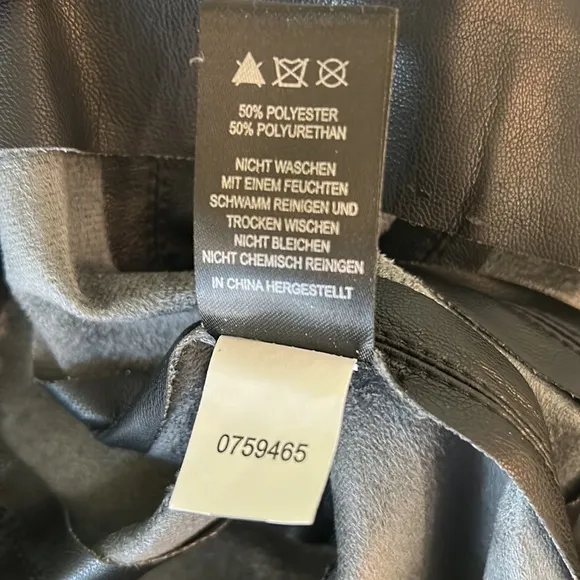 50% POLYESTER
50% POLYURETHAN
NICHT WASCHEN
MIT EINEM FEUCHTEN
SCHWAMM REINIGEN UND
TROCKEN WISCHEN
NICHT BLEICHEN
NICHT CHEMISCH REINIGEN
IN CHINA HERGESTELLT
0759465